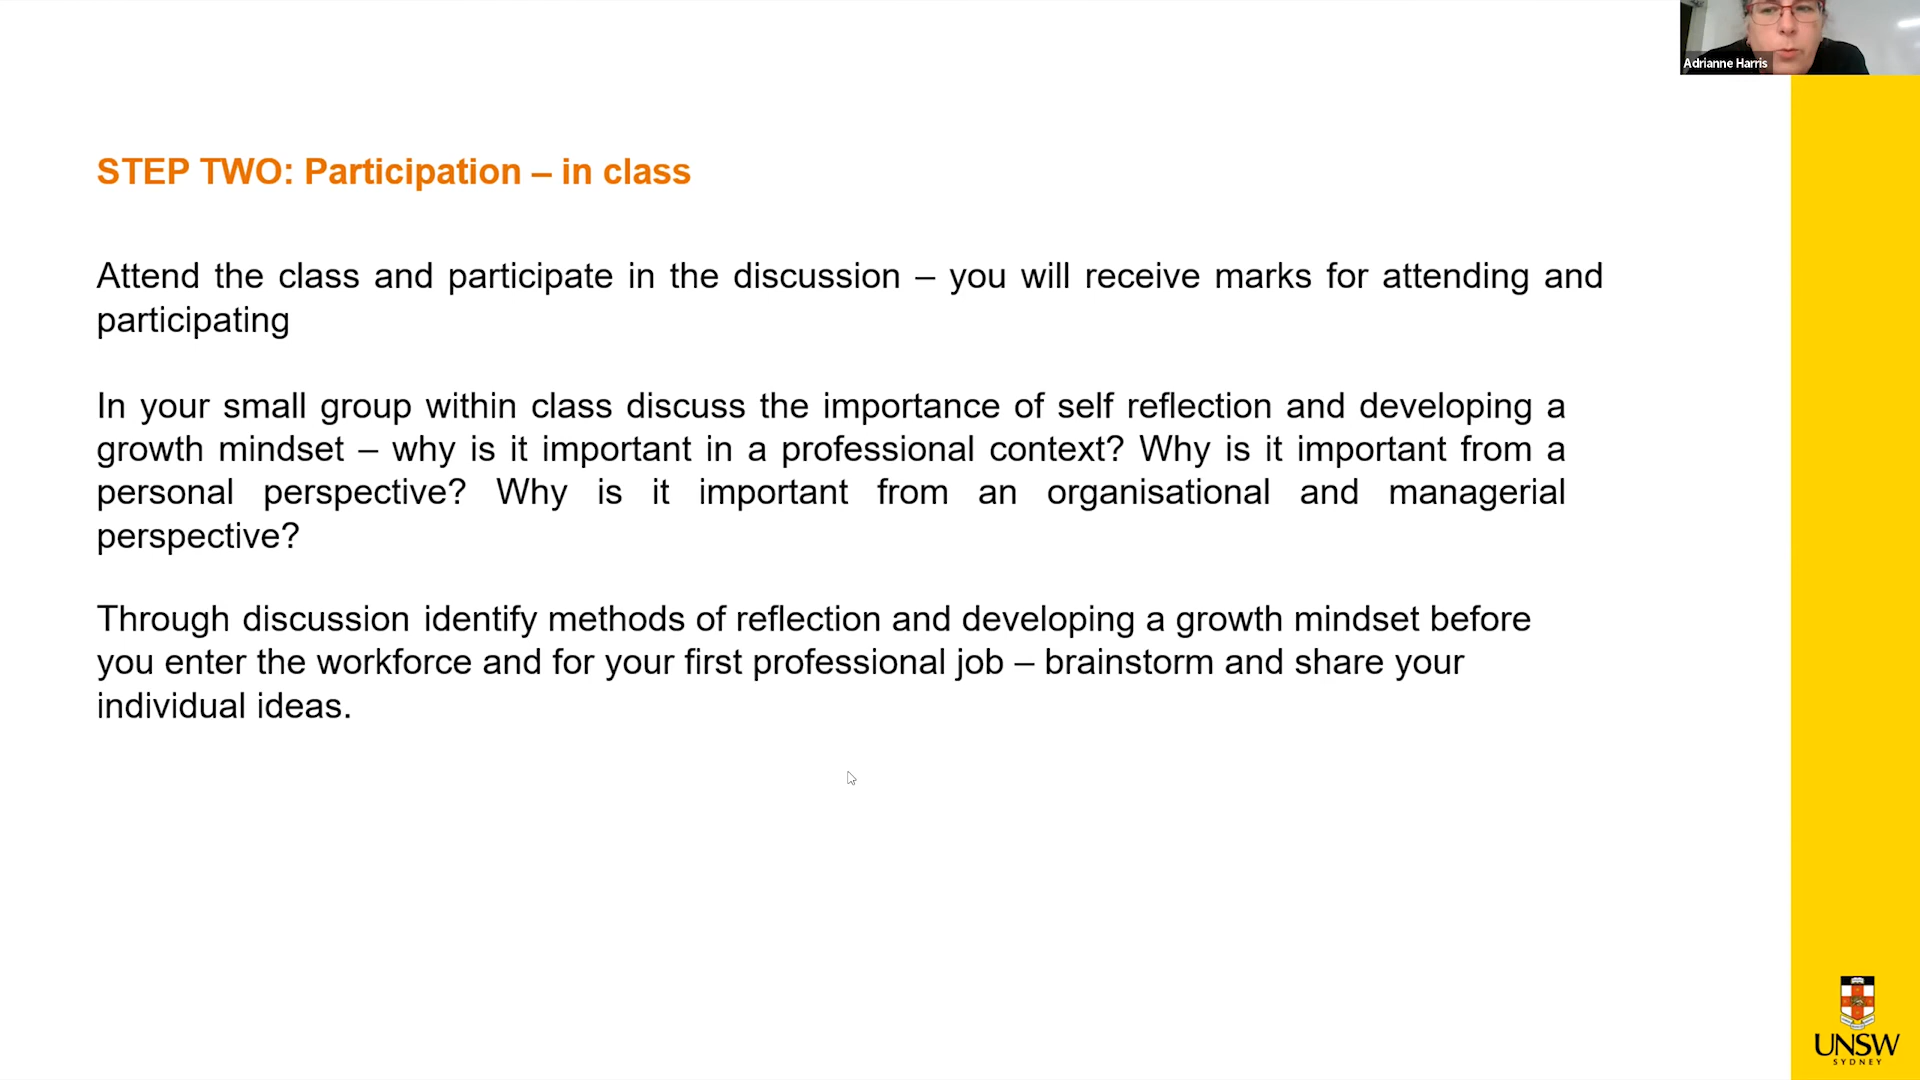 Adrianne Harris
STEP TWO: Participation – in class
Attend the class and participate in the discussion – you will receive marks for attending and
participating
In your small group within class discuss the importance of self reflection and developing a
growth mindset – why is it important in a professional context? Why is it important from a
personal perspective? Why is it important from an organisational and managerial
perspective?
Through discussion identify methods of reflection and developing a growth mindset before
you enter the workforce and for your first professional job – brainstorm and share your
individual ideas.
UNSW
SYDNEY